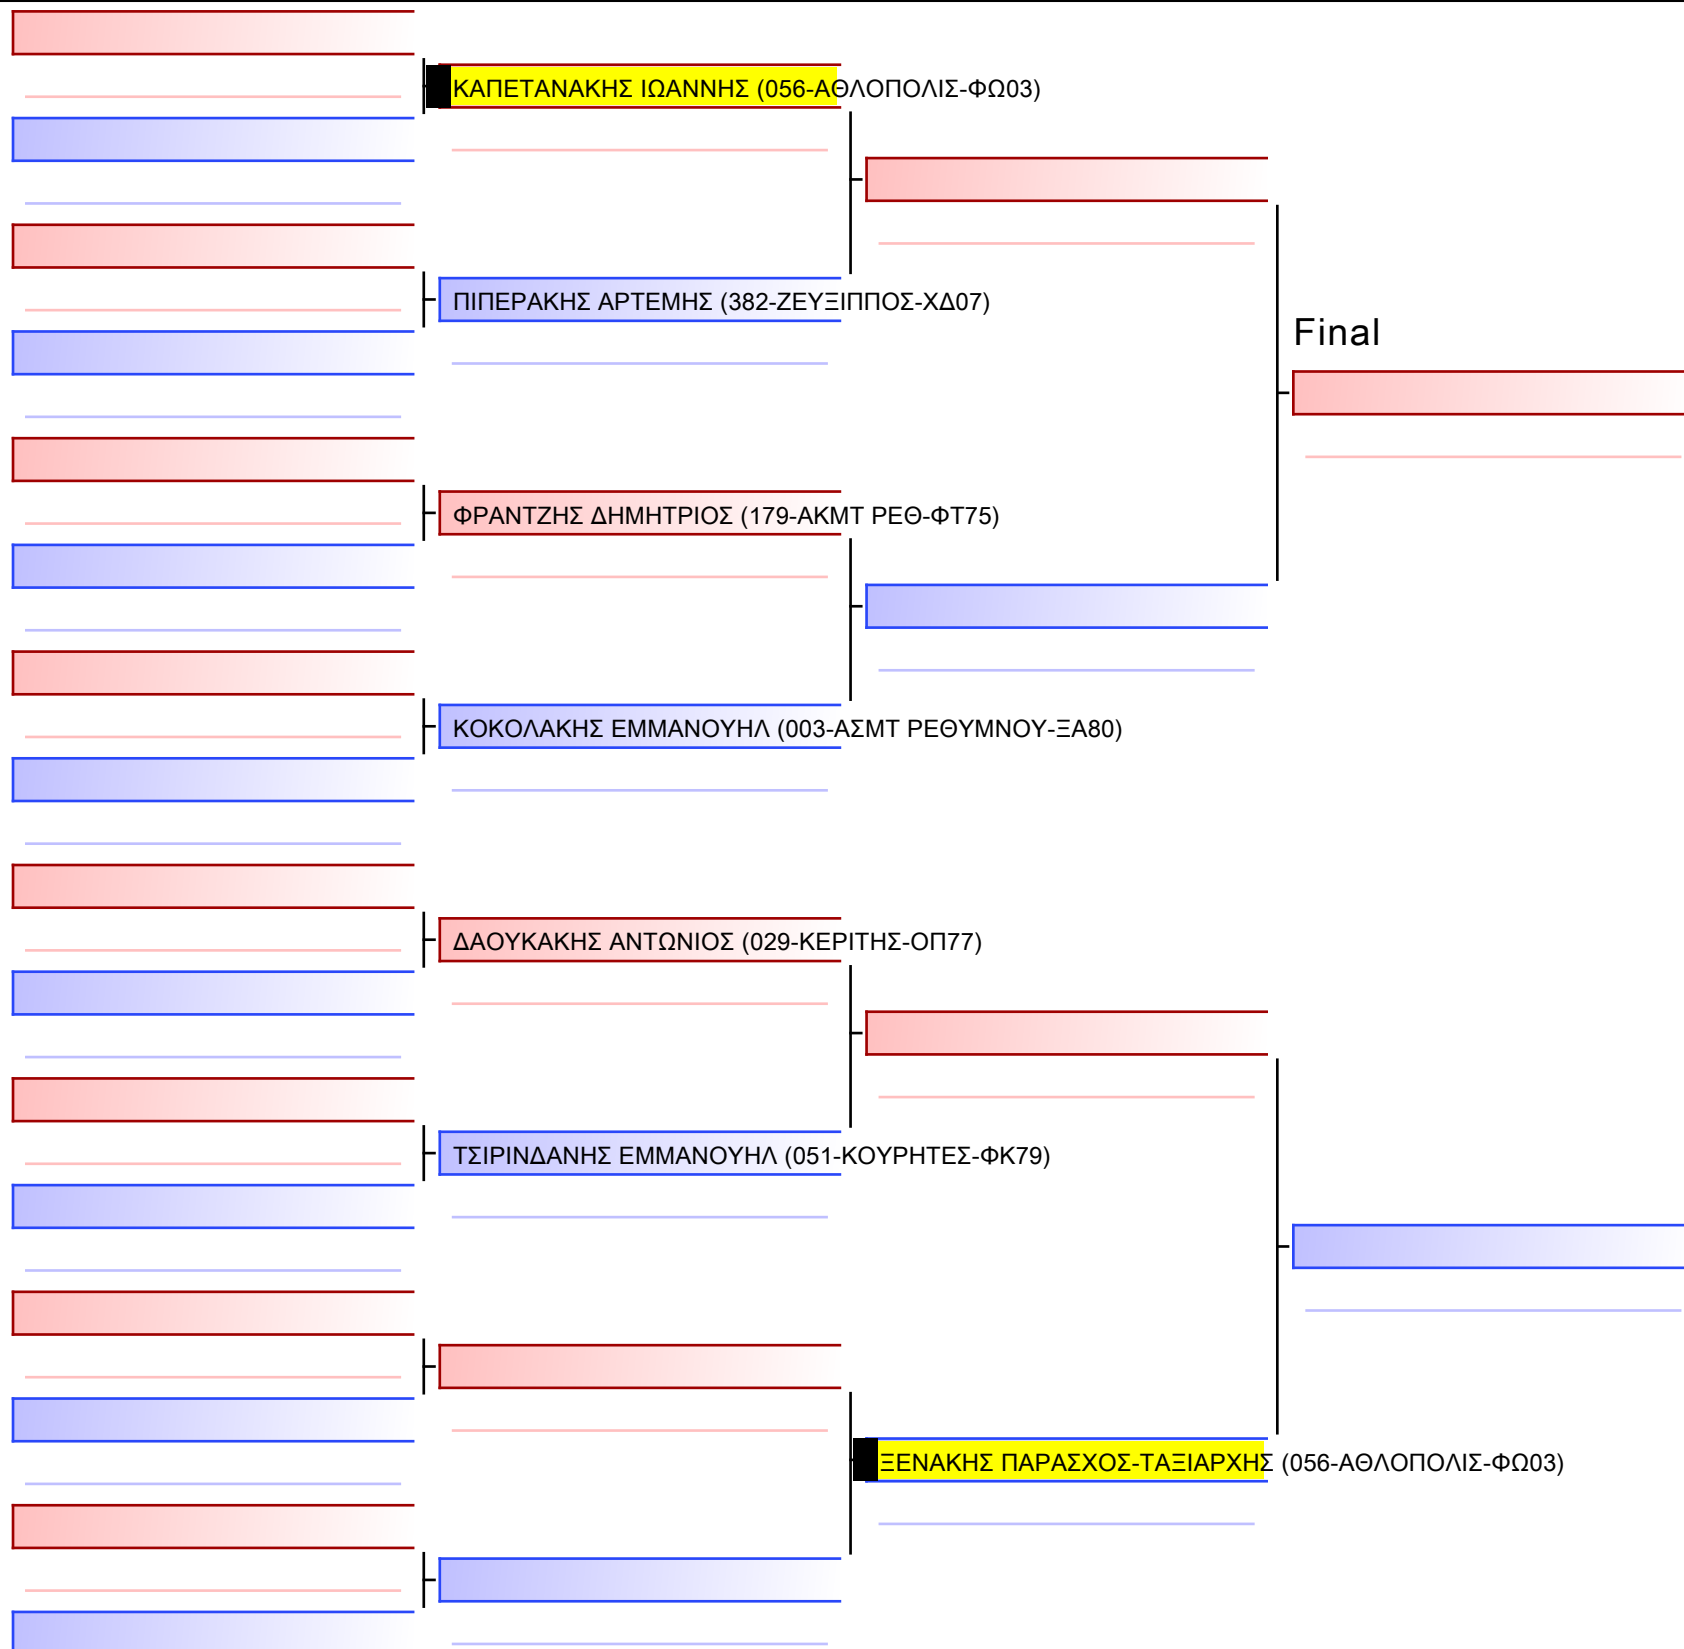 ΚΑΠΕΤΑΝΑΚΗΣ ΙΩΑΝΝΗΣ (056-ΑΘΛΟΠΟΛΙΣ-ΦΩ03)
ΠΙΠΕΡΑΚΗΣ ΑΡΤΕΜΗΣ (382-ΖΕΥΞΙΠΠΟΣ-ΧΔ07)
Final
ΦΡΑΝΤΖΗΣ ΔΗΜΗΤΡΙΟΣ (179-ΑΚΜΤ ΡΕΘ-ΦΤ75)
ΚΟΚΟΛΑΚΗΣ ΕΜΜΑΝΟΥΗΛ (003-ΑΣΜΤ ΡΕΘΥΜΝΟΥ-ΞΑ80)
ΔΑΟΥΚΑΚΗΣ ΑΝΤΩΝΙΟΣ (029-ΚΕΡΙΤΗΣ-ΟΠ77)
ΤΣΙΡΙΝΔΑΝΗΣ ΕΜΜΑΝΟΥΗΛ (051-ΚΟΥΡΗΤΕΣ-ΦΚ79)
ΞΕΝΑΚΗΣ ΠΑΡΑΣΧΟΣ-ΤΑΞΙΑΡΧΗΣ (056-ΑΘΛΟΠΟΛΙΣ-ΦΩ03)